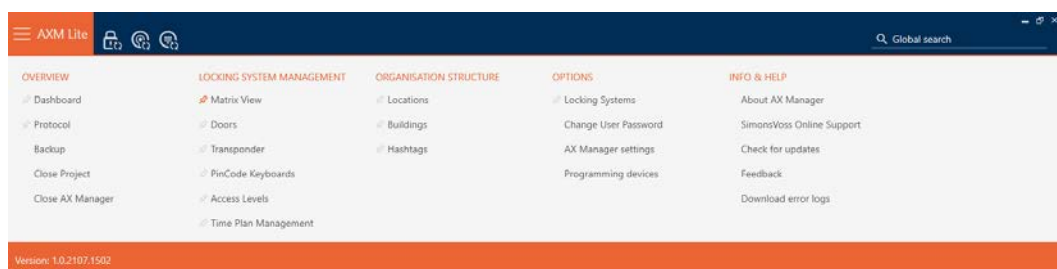 AXM Lite
Global search
OVERVIEW
Dashboard
Protocol
Backup
Close Project
Close AX Manager
LOCKING SYSTEM MANAGEMENT
Matrix View
Doors
Transponder
PinCode Keyboards
Access Levels
Time Plan Management
ORGANISATION STRUCTURE
Locations
Buildings
Hashtags
OPTIONS
Locking Systems
Change User Password
AX Manager settings
Programming devices
INFO & HELP
About AX Manager
SimonsVoss Online Support
Check for updates
Feedback
Download error logs
Version: 1.0.2107.1502